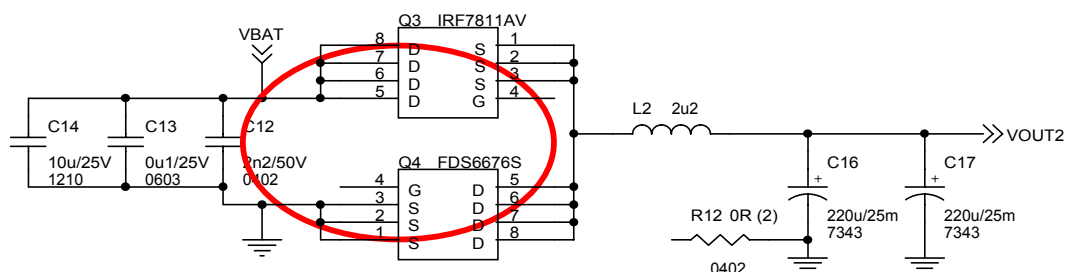 Q3 IRF7811AV
VBAT
8 D S 1
7 D S 2
6 D S 3
5 D G 4
C14
10u/25V
1210
C13
0u1/25V
0603
C12
2n2/50V
0402
L2 2u2
VOUT2
Q4 FDS6676S
4 G D 5
3 S D 6
2 S D 7
1 S D 8
C16
+
220u/25m
7343
C17
+
220u/25m
7343
R12 0R (2)
0402